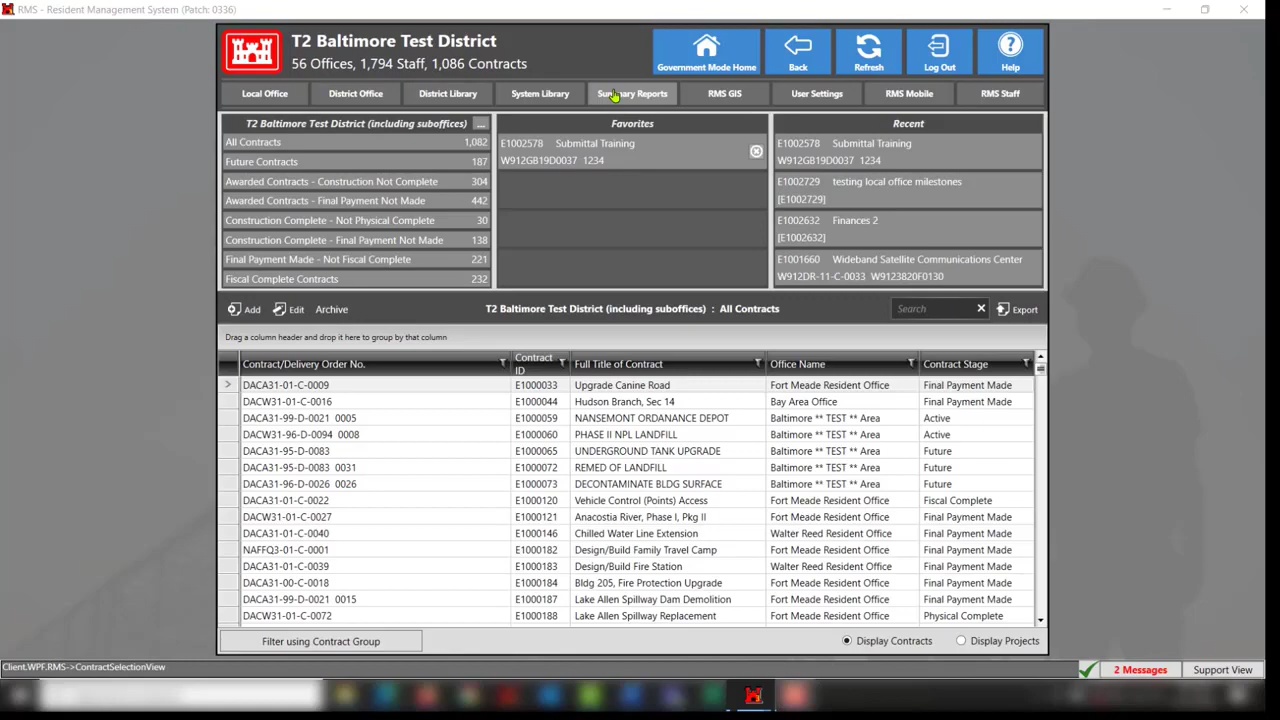 RMS - Resident Management System (Patch: 0336)
T2 Baltimore Test District
56 Offices, 1,794 Staff, 1,086 Contracts
Government Mode Home
Back
Refresh
Log Out
Help
Local Office
District Office
District Library
System Library
Summary Reports
RMS GIS
User Settings
RMS Mobile
RMS Staff
T2 Baltimore Test District (including suboffices) ...
All Contracts 1,082
Future Contracts 187
Awarded Contracts - Construction Not Complete 304
Awarded Contracts - Final Payment Not Made 442
Construction Complete - Not Physical Complete 30
Construction Complete - Final Payment Not Made 138
Final Payment Made - Not Fiscal Complete 221
Fiscal Complete Contracts 232
Favorites
E1002578 Submittal Training
W912GB19D0037 1234
Recent
E1002578 Submittal Training
W912GB19D0037 1234
E1002729 testing local office milestones
[E1002729]
E1002632 Finances 2
[E1002632]
E1001660 Wideband Satellite Communications Center
W912DR-11-C-0033 W9123820F0130
Add Edit Archive T2 Baltimore Test District (including suboffices) : All Contracts Search Export
Drag a column header and drop it here to group by that column
Contract/Delivery Order No. Contract ID Full Title of Contract Office Name Contract Stage
DACA31-01-C-0009 E1000033 Upgrade Canine Road Fort Meade Resident Office Final Payment Made
DACW31-01-C-0016 E1000044 Hudson Branch, Sec 14 Bay Area Office Final Payment Made
DACA31-99-D-0021 0005 E1000059 NANSEMONT ORDANANCE DEPOT Baltimore ** TEST ** Area Active
DACW31-96-D-0094 0008 E1000060 PHASE II NPL LANDFILL Baltimore ** TEST ** Area Active
DACA31-95-D-0083 E1000065 UNDERGROUND TANK UPGRADE Baltimore ** TEST ** Area Future
DACA31-95-D-0083 0031 E1000072 REMED OF LANDFILL Baltimore ** TEST ** Area Future
DACA31-96-D-0026 0026 E1000073 DECONTAMINATE BLDG SURFACE Baltimore ** TEST ** Area Future
DACA31-01-C-0022 E1000120 Vehicle Control (Points) Access Fort Meade Resident Office Fiscal Complete
DACW31-01-C-0027 E1000121 Anacostia River, Phase I, Pkg II Fort Meade Resident Office Final Payment Made
DACA31-01-C-0040 E1000146 Chilled Water Line Extension Walter Reed Resident Office Final Payment Made
NAFFQ3-01-C-0001 E1000182 Design/Build Family Travel Camp Fort Meade Resident Office Final Payment Made
DACA31-01-C-0039 E1000183 Design/Build Fire Station Walter Reed Resident Office Final Payment Made
DACA31-00-C-0018 E1000184 Bldg 205, Fire Protection Upgrade Fort Meade Resident Office Final Payment Made
DACA31-99-D-0021 0015 E1000187 Lake Allen Spillway Dam Demolition Fort Meade Resident Office Final Payment Made
DACW31-01-C-0072 E1000188 Lake Allen Spillway Replacement Fort Meade Resident Office Physical Complete
Filter using Contract Group Display Contracts Display Projects
Client.WPF.RMS->ContractSelectionView 2 Messages Support View